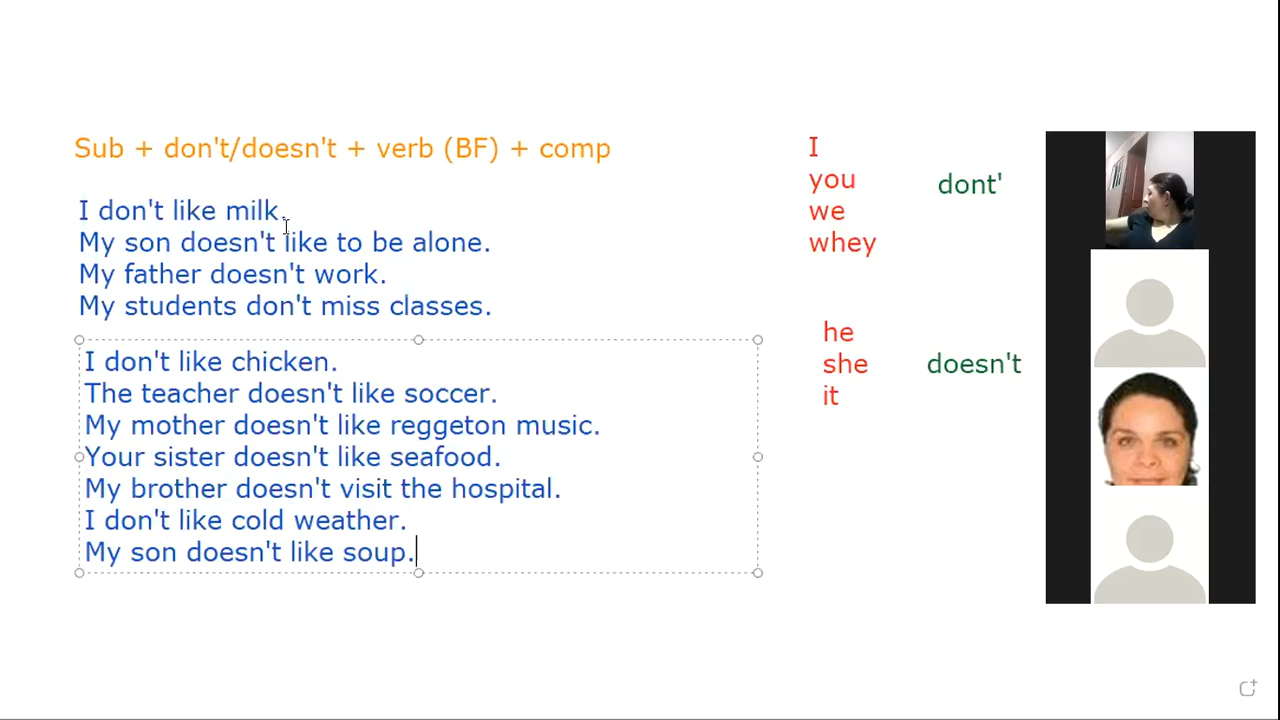 Sub + don't/doesn't + verb (BF) + comp
I don't like milk.
My son doesn't like to be alone.
My father doesn't work.
My students don't miss classes.
I don't like chicken.
The teacher doesn't like soccer.
My mother doesn't like reggeton music.
Your sister doesn't like seafood.
My brother doesn't visit the hospital.
I don't like cold weather.
My son doesn't like soup.
I
you
we
whey
dont'
he
she
it
doesn't